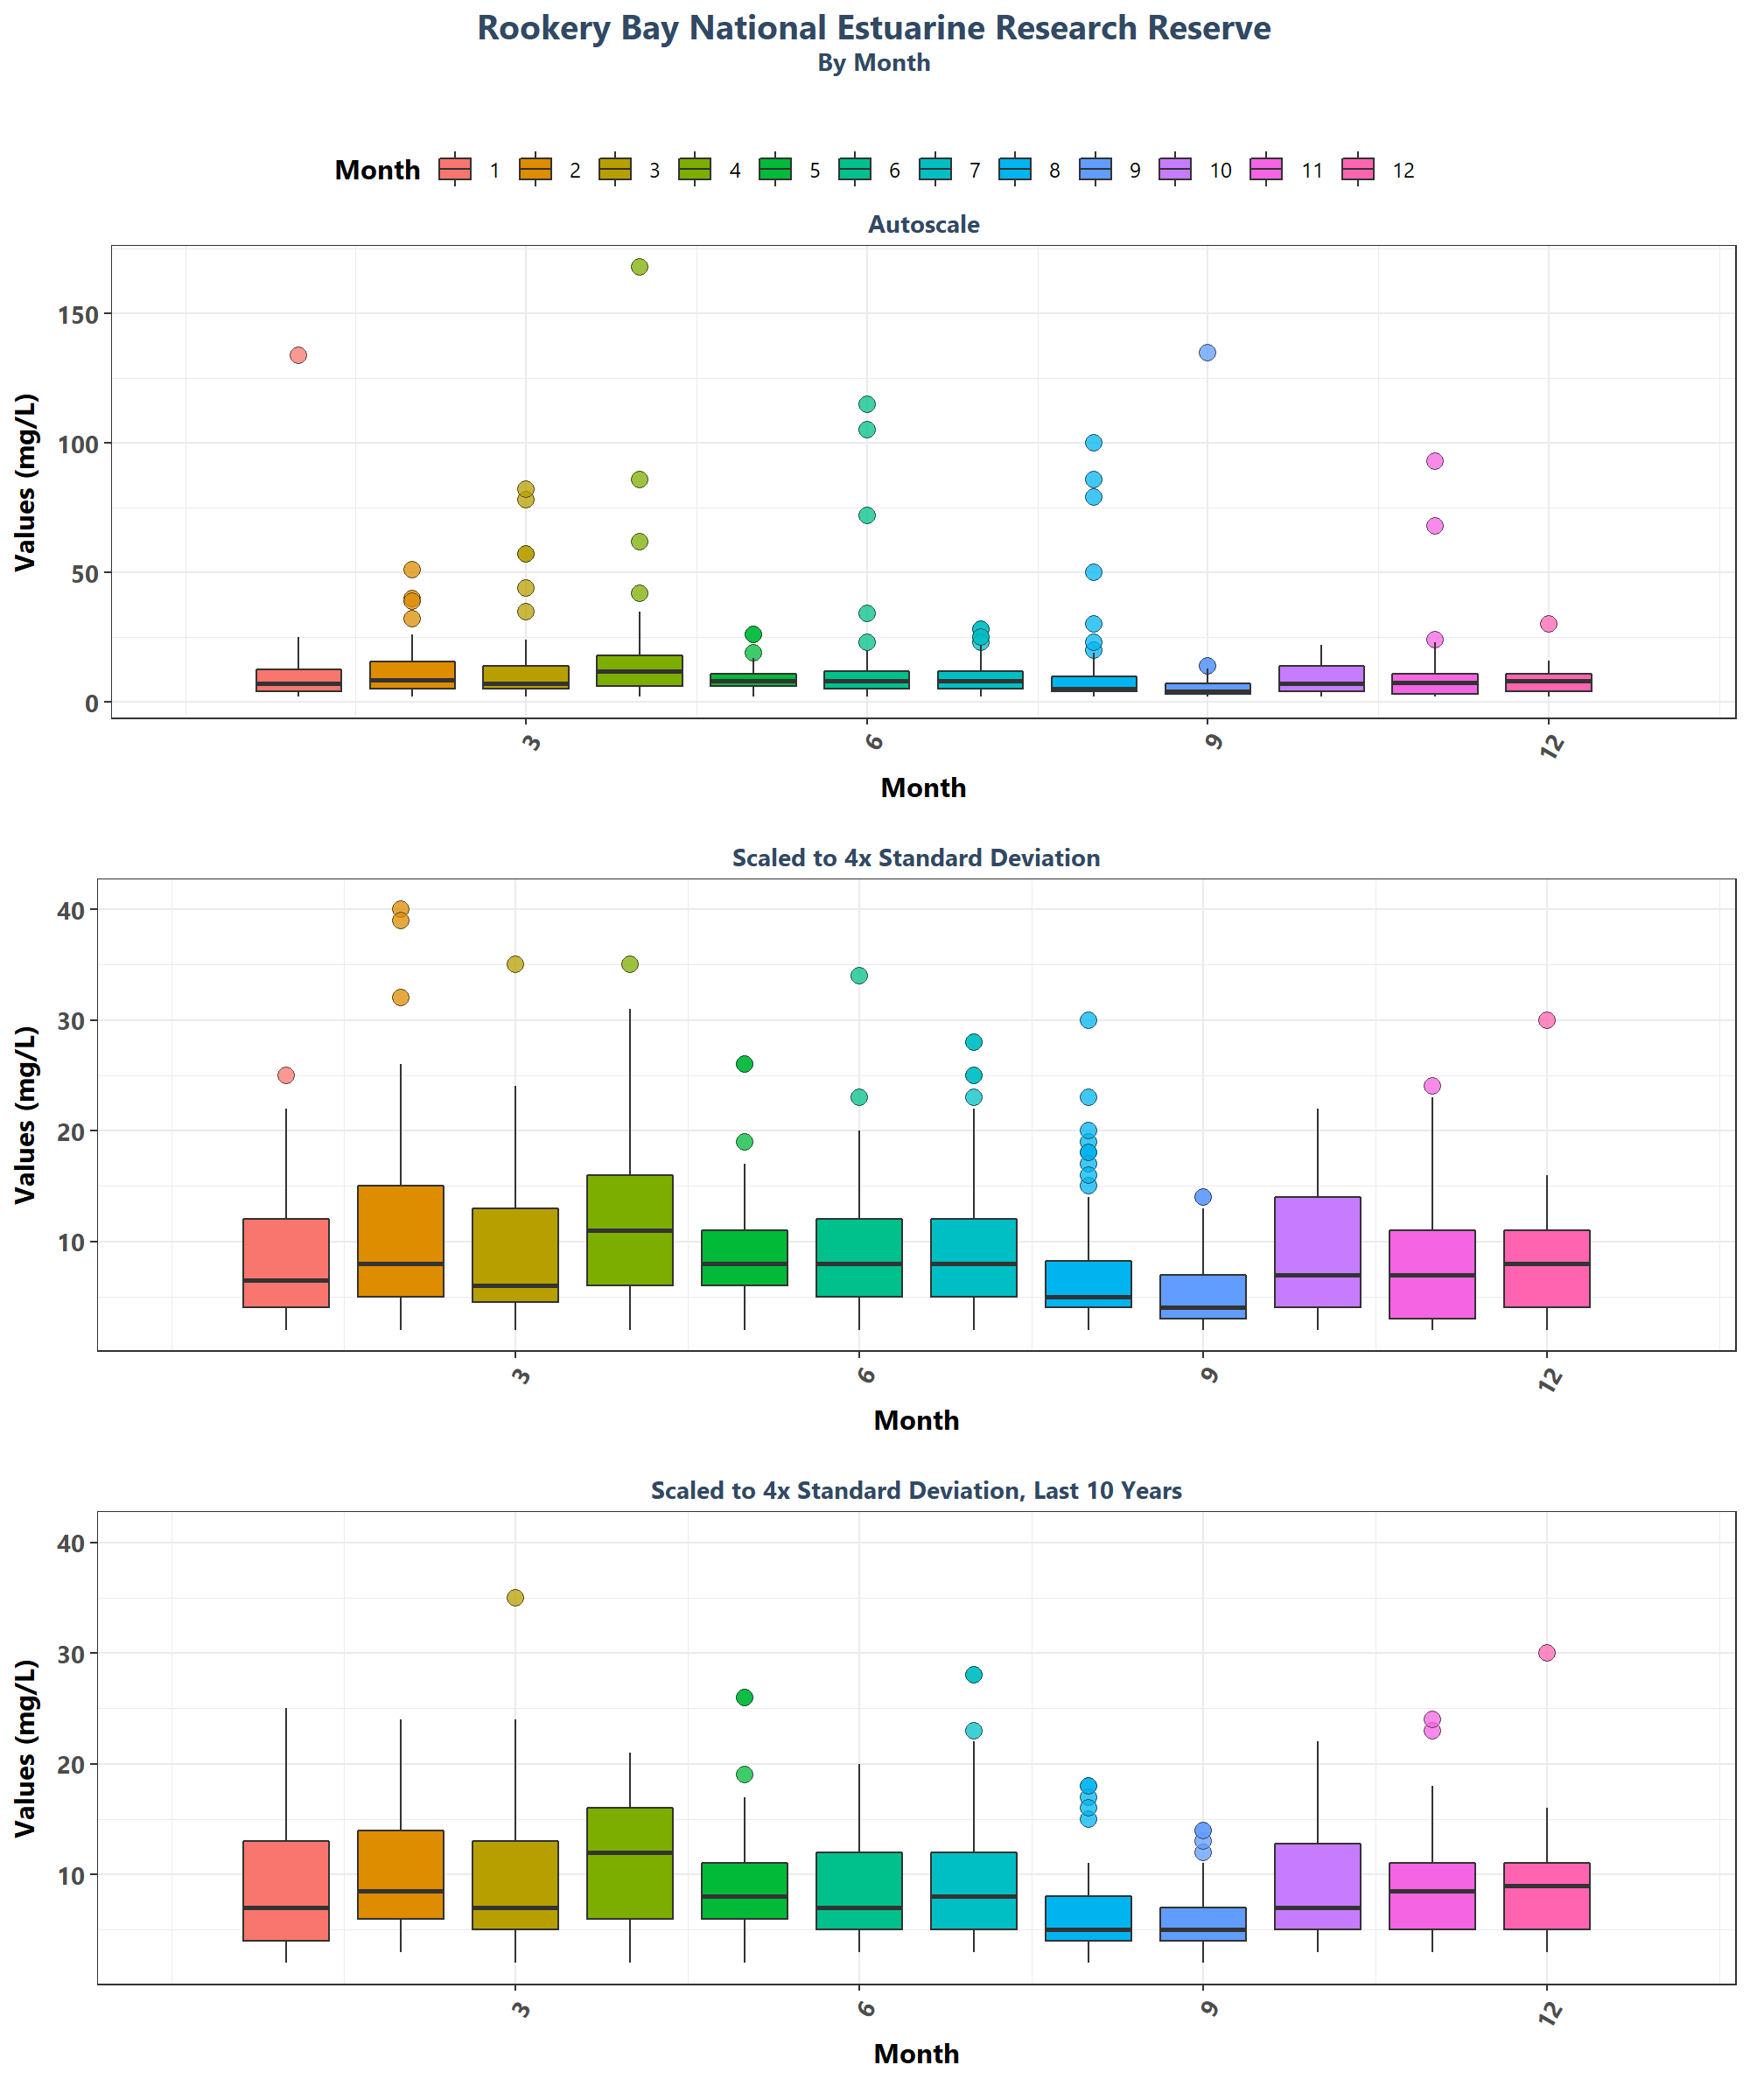 Rookery Bay National Estuarine Research Reserve
By Month
Month 1 2 3 4 5 6 7 8 9 10 11 12
Autoscale
Values (mg/L)
150
100
50
0
3 6 9 12
Month
Scaled to 4x Standard Deviation
Values (mg/L)
40
30
20
10
3 6 9 12
Month
Scaled to 4x Standard Deviation, Last 10 Years
Values (mg/L)
40
30
20
10
3 6 9 12
Month